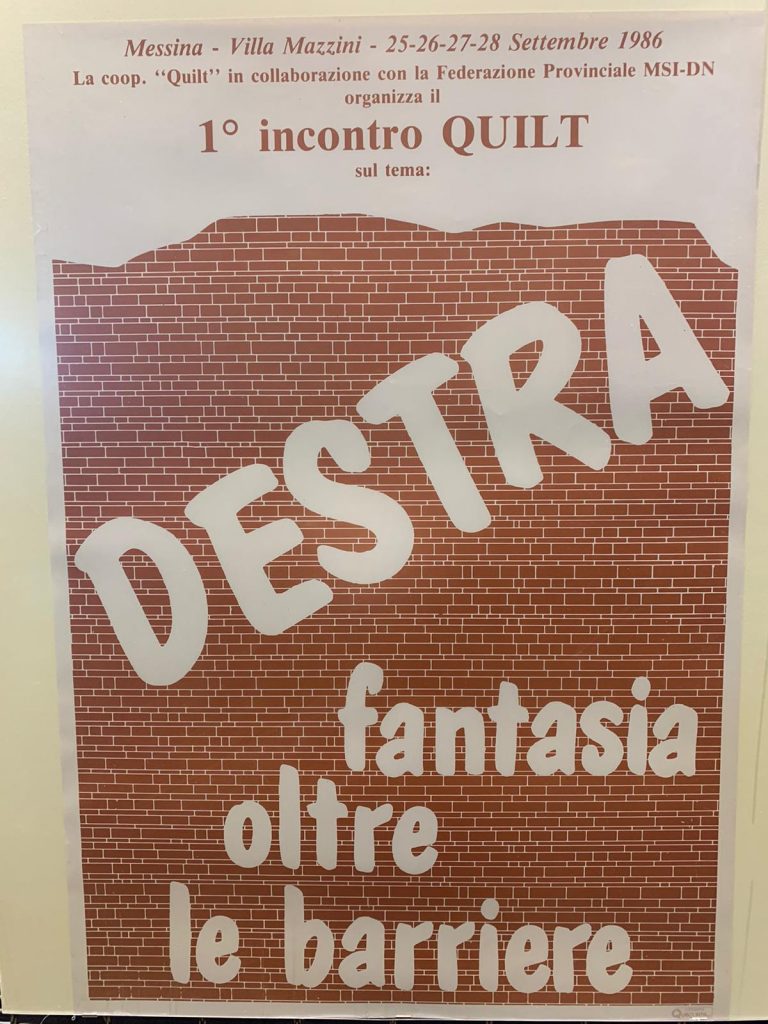 Messina - Villa Mazzini - 25-26-27-28 Settembre 1986
La coop. “Quilt” in collaborazione con la Federazione Provinciale MSI-DN
organizza il
1° incontro QUILT
sul tema:
DESTRA
fantasia
oltre
le barriere